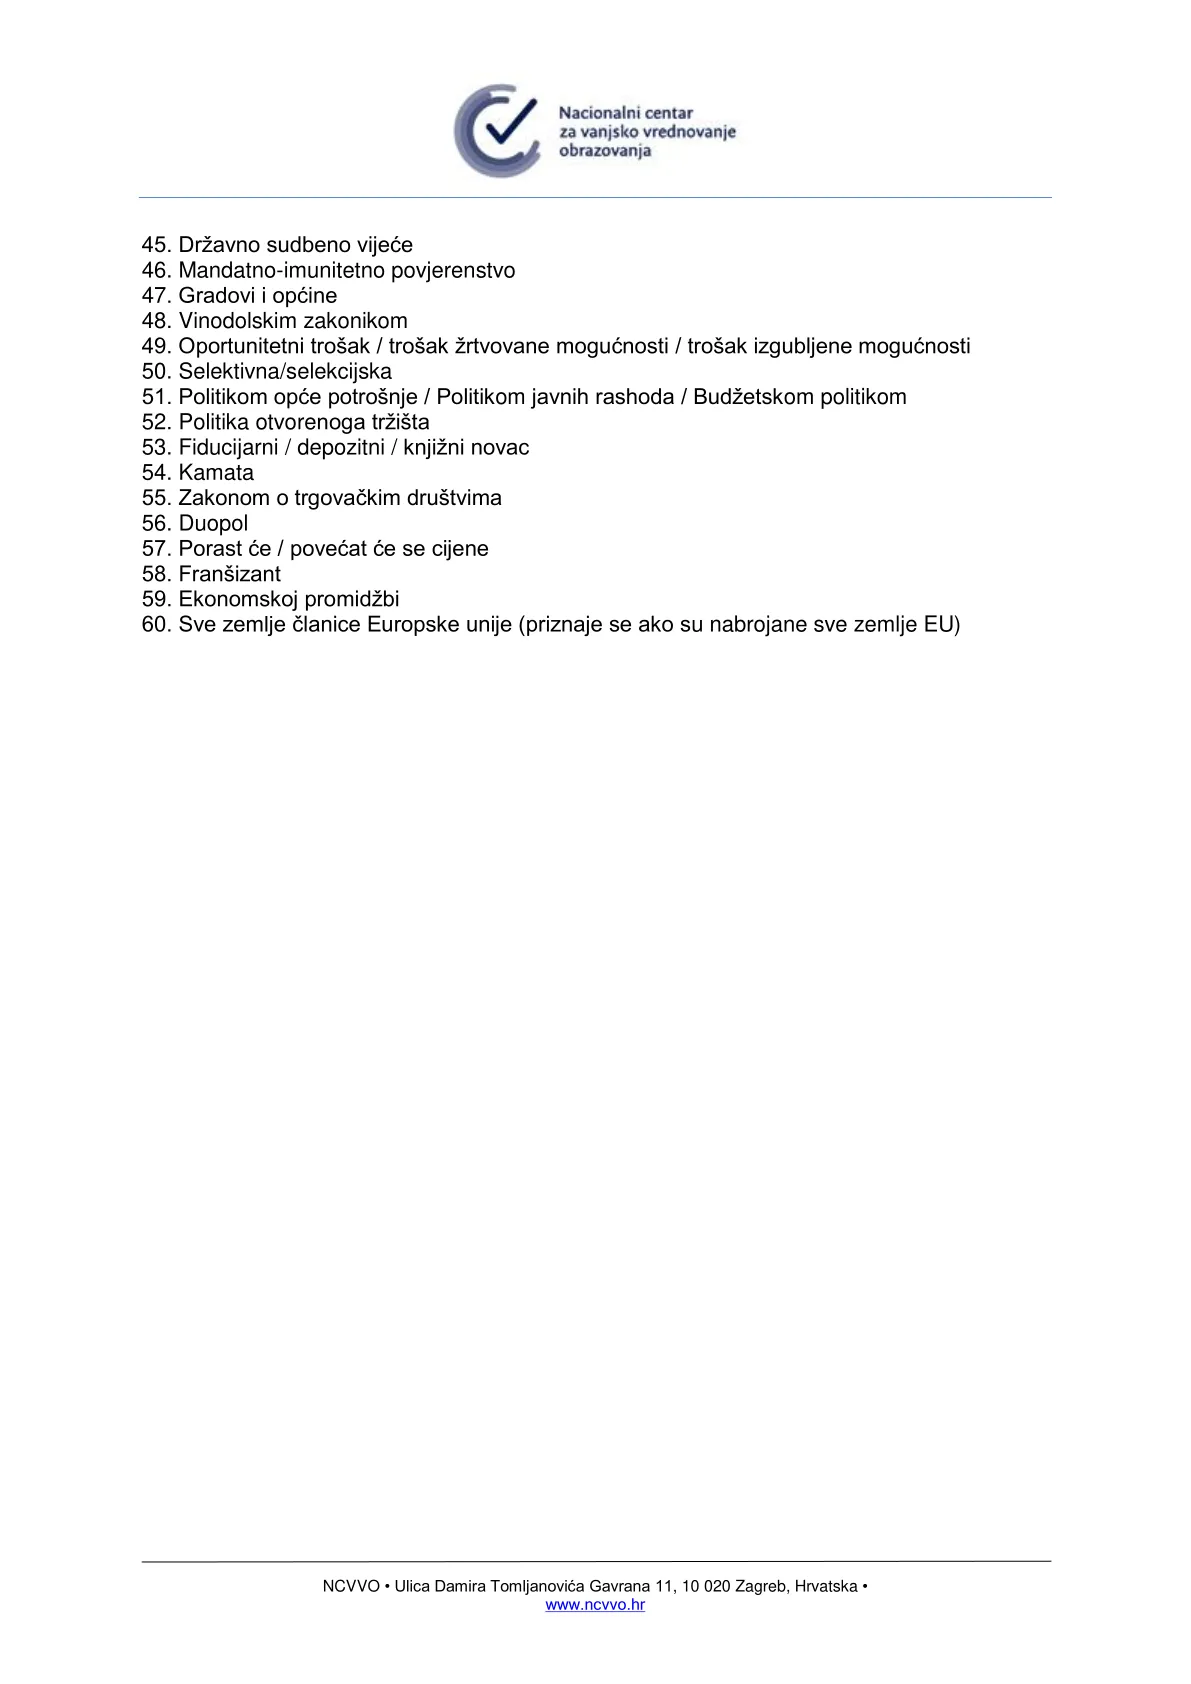 Nacionalni centar
za vanjsko vrednovanje
obrazovanja
45. Državno sudbeno vijeće
46. Mandatno-imunitetno povjerenstvo
47. Gradovi i općine
48. Vinodolskim zakonikom
49. Oportunitetni trošak / trošak žrtvovane mogućnosti / trošak izgubljene mogućnosti
50. Selektivna/selekcijska
51. Politikom opće potrošnje / Politikom javnih rashoda / Budžetskom politikom
52. Politika otvorenoga tržišta
53. Fiducijarni / depozitni / knjižni novac
54. Kamata
55. Zakonom o trgovačkim društvima
56. Duopol
57. Porast će / povećat će se cijene
58. Franšizant
59. Ekonomskoj promidžbi
60. Sve zemlje članice Europske unije (priznaje se ako su nabrojane sve zemlje EU)
NCVVO • Ulica Damira Tomljanovića Gavrana 11, 10 020 Zagreb, Hrvatska •
www.ncvvo.hr